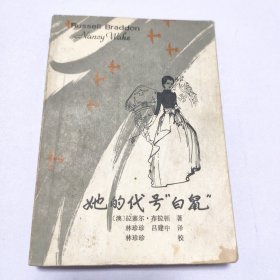 Russell Braddon
Nancy Wake
她的代号“白鼠”
〔澳〕拉塞尔·布拉顿 著
林珍珍 吕建中 译
林珍珍 校